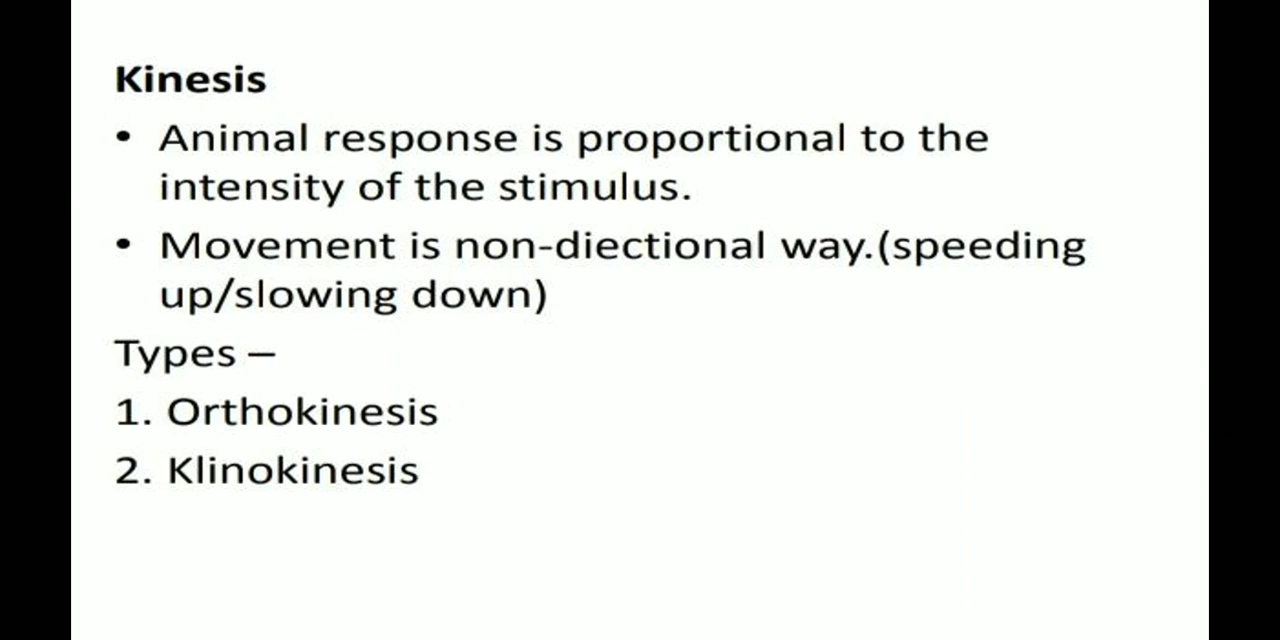 Kinesis
• Animal response is proportional to the
intensity of the stimulus.
• Movement is non-diectional way.(speeding
up/slowing down)
Types –
1. Orthokinesis
2. Klinokinesis